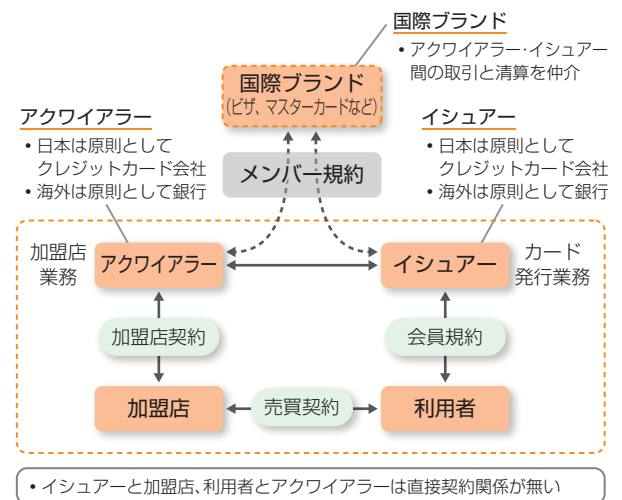 国際ブランド
• アクワイアラー・イシュアー
間の取引と清算を仲介
国際ブランド
(ビザ、マスターカードなど)
アクワイアラー
• 日本は原則として
クレジットカード会社
• 海外は原則として銀行
イシュアー
• 日本は原則として
クレジットカード会社
• 海外は原則として銀行
メンバー規約
加盟店
業務
アクワイアラー
イシュアー
カード
発行業務
加盟店契約
会員規約
加盟店
売買契約
利用者
• イシュアーと加盟店、利用者とアクワイアラーは直接契約関係が無い